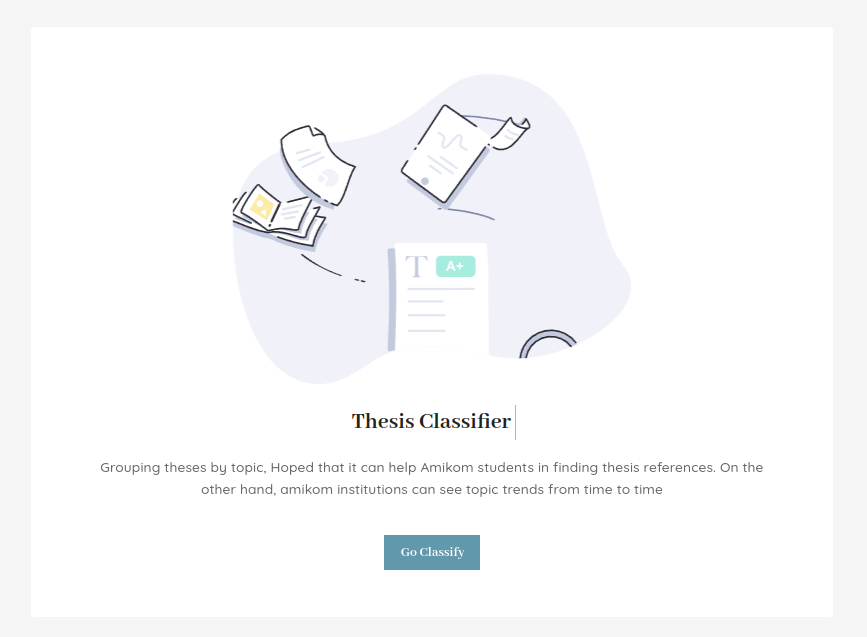 T A+
Thesis Classifier
Grouping theses by topic, Hoped that it can help Amikom students in finding thesis references. On the
other hand, amikom institutions can see topic trends from time to time
Go Classify